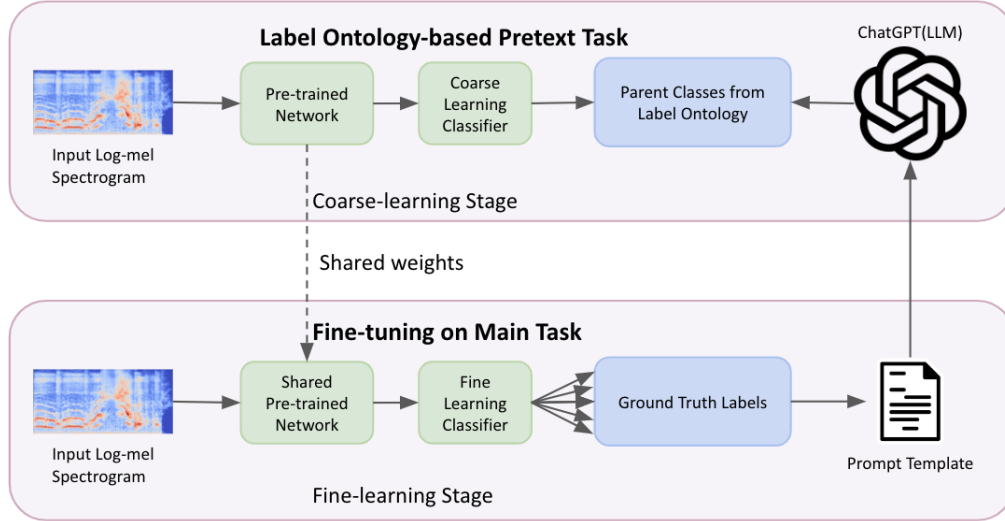 Label Ontology-based Pretext Task
ChatGPT(LLM)
Input Log-mel
Spectrogram
Pre-trained
Network
Coarse
Learning
Classifier
Parent Classes from
Label Ontology
Coarse-learning Stage
Shared weights
Fine-tuning on Main Task
Input Log-mel
Spectrogram
Shared
Pre-trained
Network
Fine
Learning
Classifier
Ground Truth Labels
Prompt Template
Fine-learning Stage